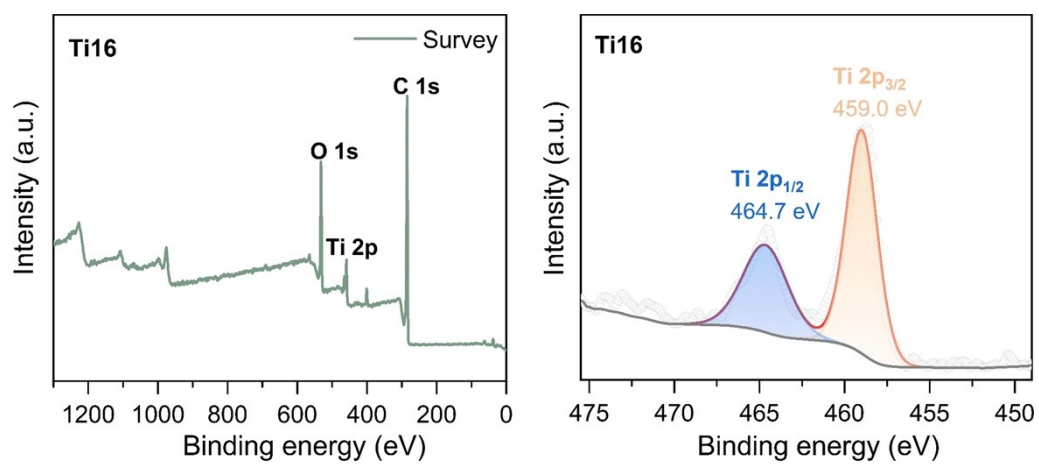 Ti16
Survey
C 1s
O 1s
Ti 2p
Intensity (a.u.)
1200 1000 800 600 400 200 0
Binding energy (eV)
Ti16
Ti 2p3/2
459.0 eV
Ti 2p1/2
464.7 eV
Intensity (a.u.)
475 470 465 460 455 450
Binding energy (eV)